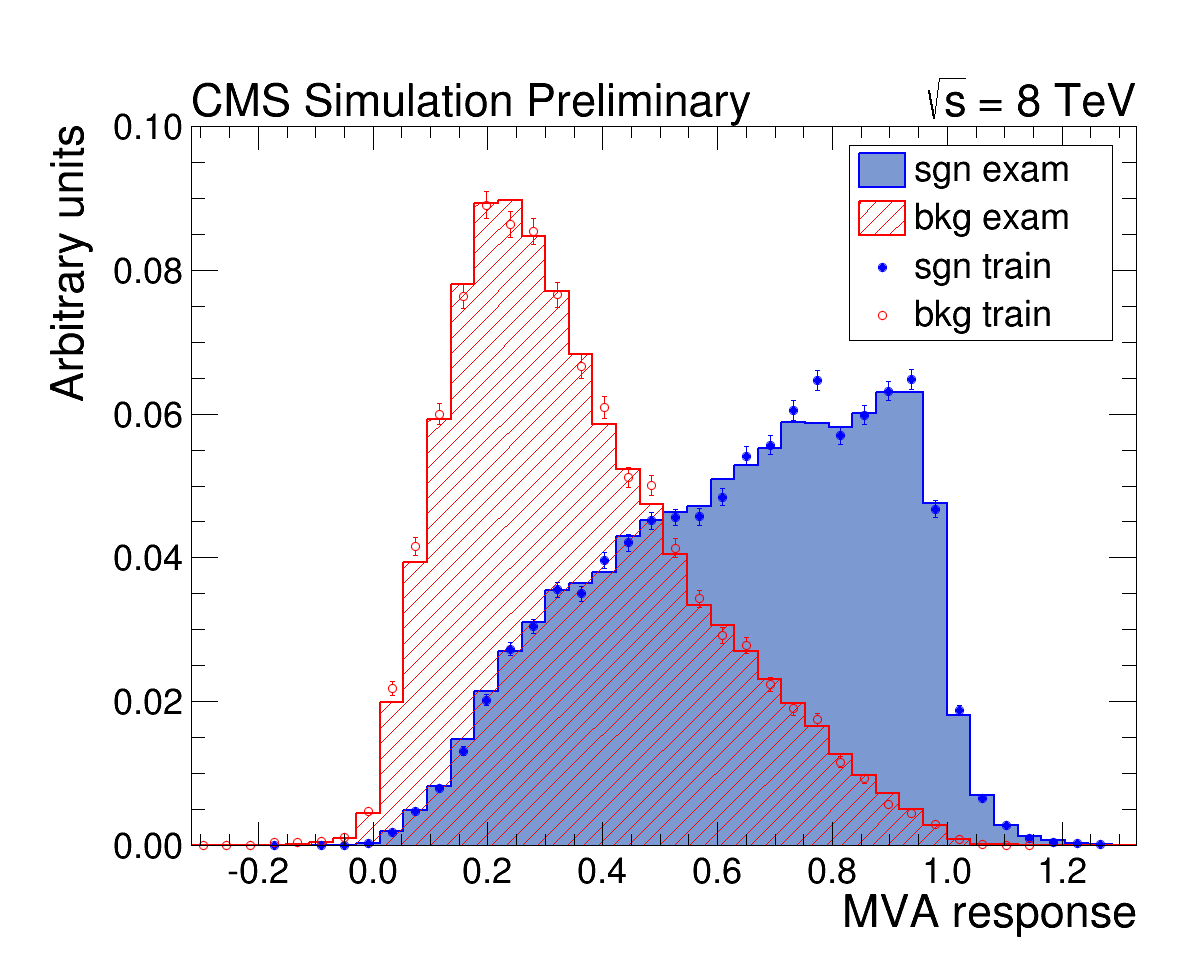 CMS Simulation Preliminary √s = 8 TeV
Arbitrary units
0.10
0.08
0.06
0.04
0.02
0.00
sgn exam
bkg exam
sgn train
bkg train
-0.2 0.0 0.2 0.4 0.6 0.8 1.0 1.2
MVA response